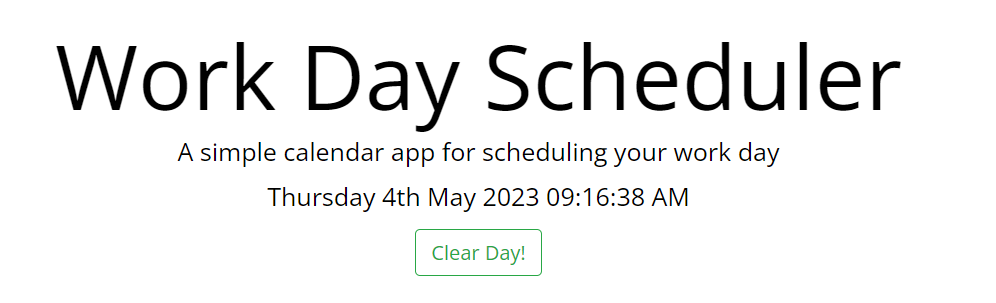 Work Day Scheduler
A simple calendar app for scheduling your work day
Thursday 4th May 2023 09:16:38 AM
Clear Day!